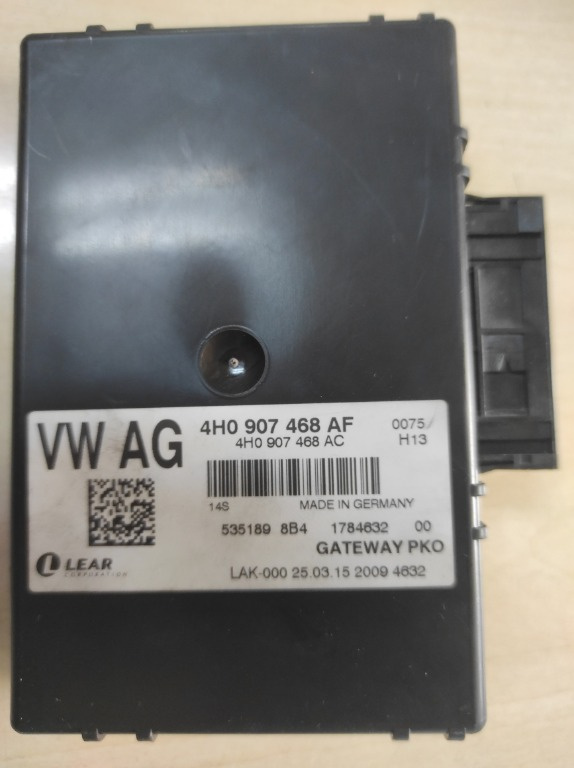 VW AG
4H0 907 468 AF 0075/
4H0 907 468 AC H13
14S MADE IN GERMANY
535189 8B4 1784632 00
GATEWAY PKO
LEAR
CORPORATION
LAK-000 25.03.15 2009 4632